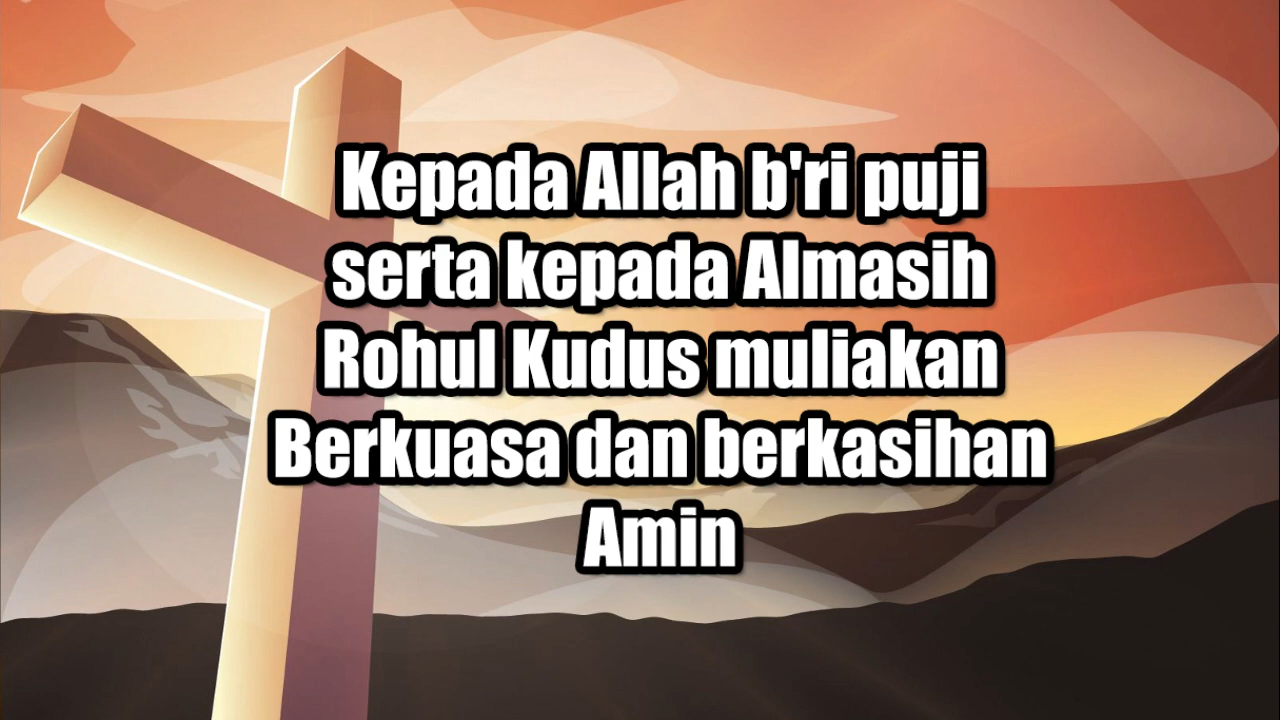 Kepada Allah b'ri puji
serta kepada Almasih
Rohul Kudus muliakan
Berkuasa dan berkasihan
Amin